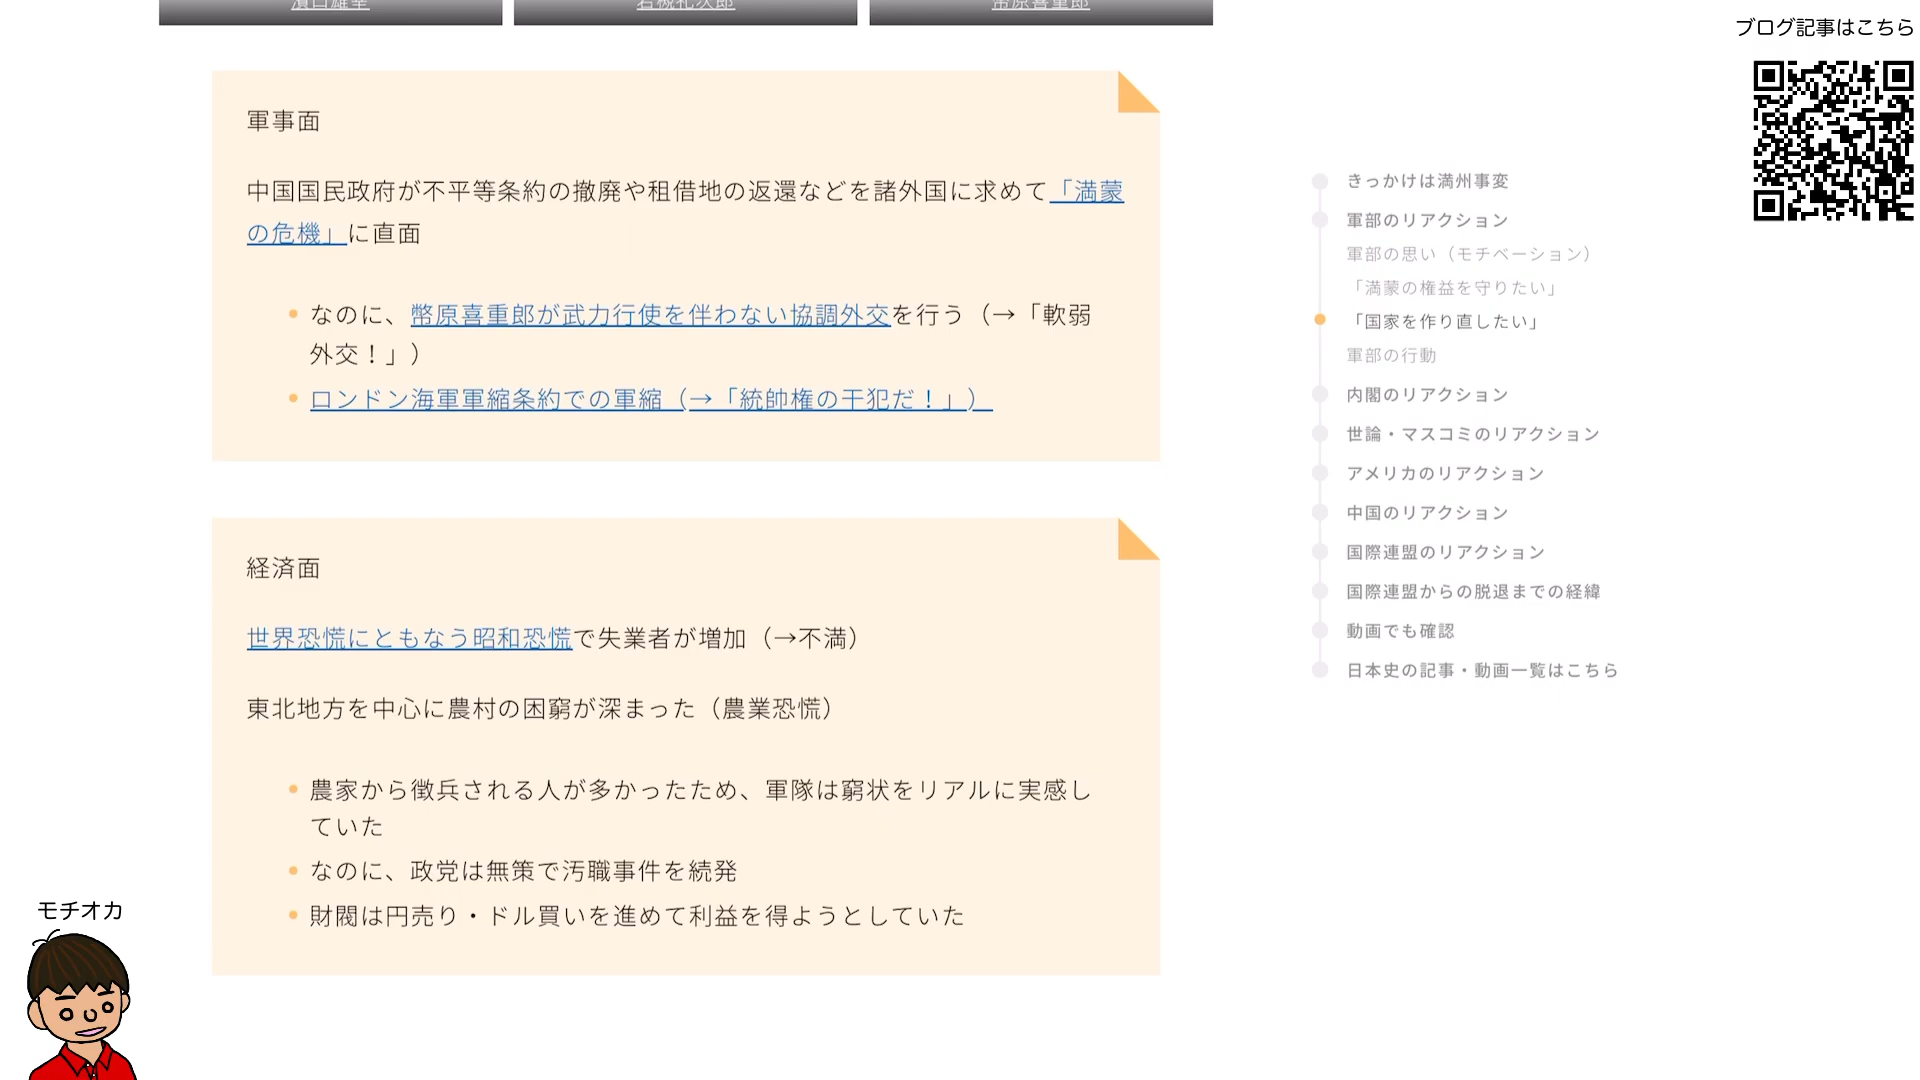 濱口雄幸
若槻礼次郎
幣原喜重郎
ブログ記事はこちら
軍事面
中国国民政府が不平等条約の撤廃や租借地の返還などを諸外国に求めて「満蒙
の危機」に直面
なのに、幣原喜重郎が武力行使を伴わない協調外交を行う（→「軟弱
外交！」）
ロンドン海軍軍縮条約での軍縮（→「統帥権の干犯だ！」）
経済面
世界恐慌にともなう昭和恐慌で失業者が増加（→不満）
東北地方を中心に農村の困窮が深まった（農業恐慌）
農家から徴兵される人が多かったため、軍隊は窮状をリアルに実感し
ていた
なのに、政党は無策で汚職事件を続発
財閥は円売り・ドル買いを進めて利益を得ようとしていた
きっかけは満州事変
軍部のリアクション
軍部の思い（モチベーション）
「満蒙の権益を守りたい」
「国家を作り直したい」
軍部の行動
内閣のリアクション
世論・マスコミのリアクション
アメリカのリアクション
中国のリアクション
国際連盟のリアクション
国際連盟からの脱退までの経緯
動画でも確認
日本史の記事・動画一覧はこちら
モチオカ